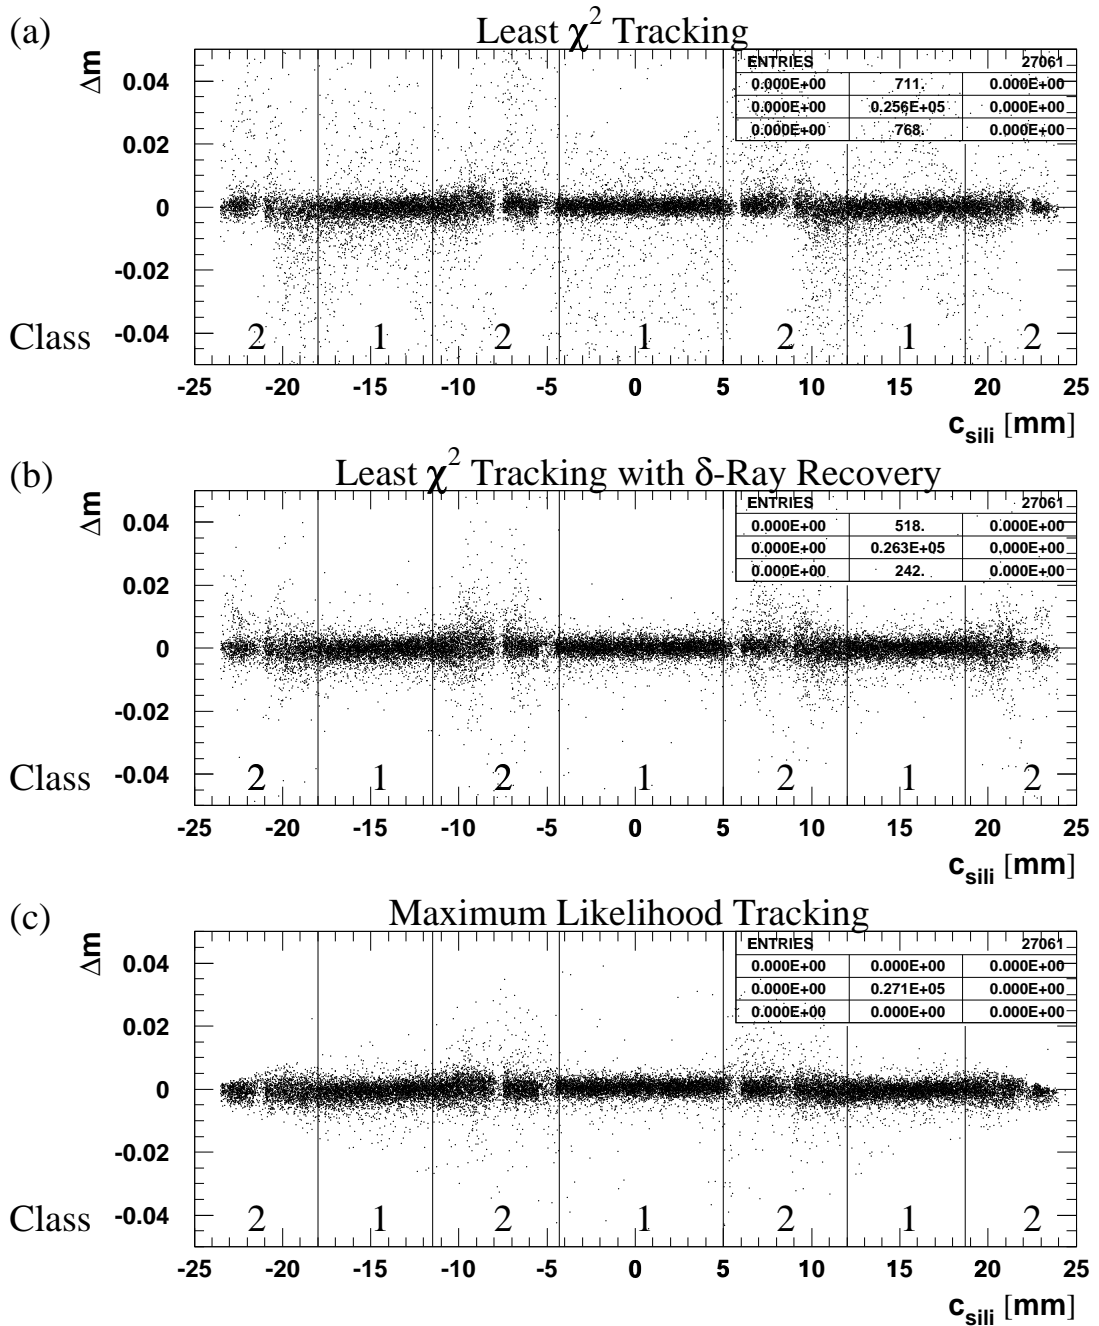 (a) Least χ² Tracking
Δm
0.04
0.02
0
-0.02
-0.04
ENTRIES 27061
0.000E+00 711. 0.000E+00
0.000E+00 0.256E+05 0.000E+00
0.000E+00 768. 0.000E+00
Class 2 1 2 1 2 1 2
-25 -20 -15 -10 -5 0 5 10 15 20 25
c_sili [mm]
(b) Least χ² Tracking with δ-Ray Recovery
Δm
0.04
0.02
0
-0.02
-0.04
ENTRIES 27061
0.000E+00 518. 0.000E+00
0.000E+00 0.263E+05 0.000E+00
0.000E+00 242. 0.000E+00
Class 2 1 2 1 2 1 2
-25 -20 -15 -10 -5 0 5 10 15 20 25
c_sili [mm]
(c) Maximum Likelihood Tracking
Δm
0.04
0.02
0
-0.02
-0.04
ENTRIES 27061
0.000E+00 0.000E+00 0.000E+00
0.000E+00 0.271E+05 0.000E+00
0.000E+00 0.000E+00 0.000E+00
Class 2 1 2 1 2 1 2
-25 -20 -15 -10 -5 0 5 10 15 20 25
c_sili [mm]